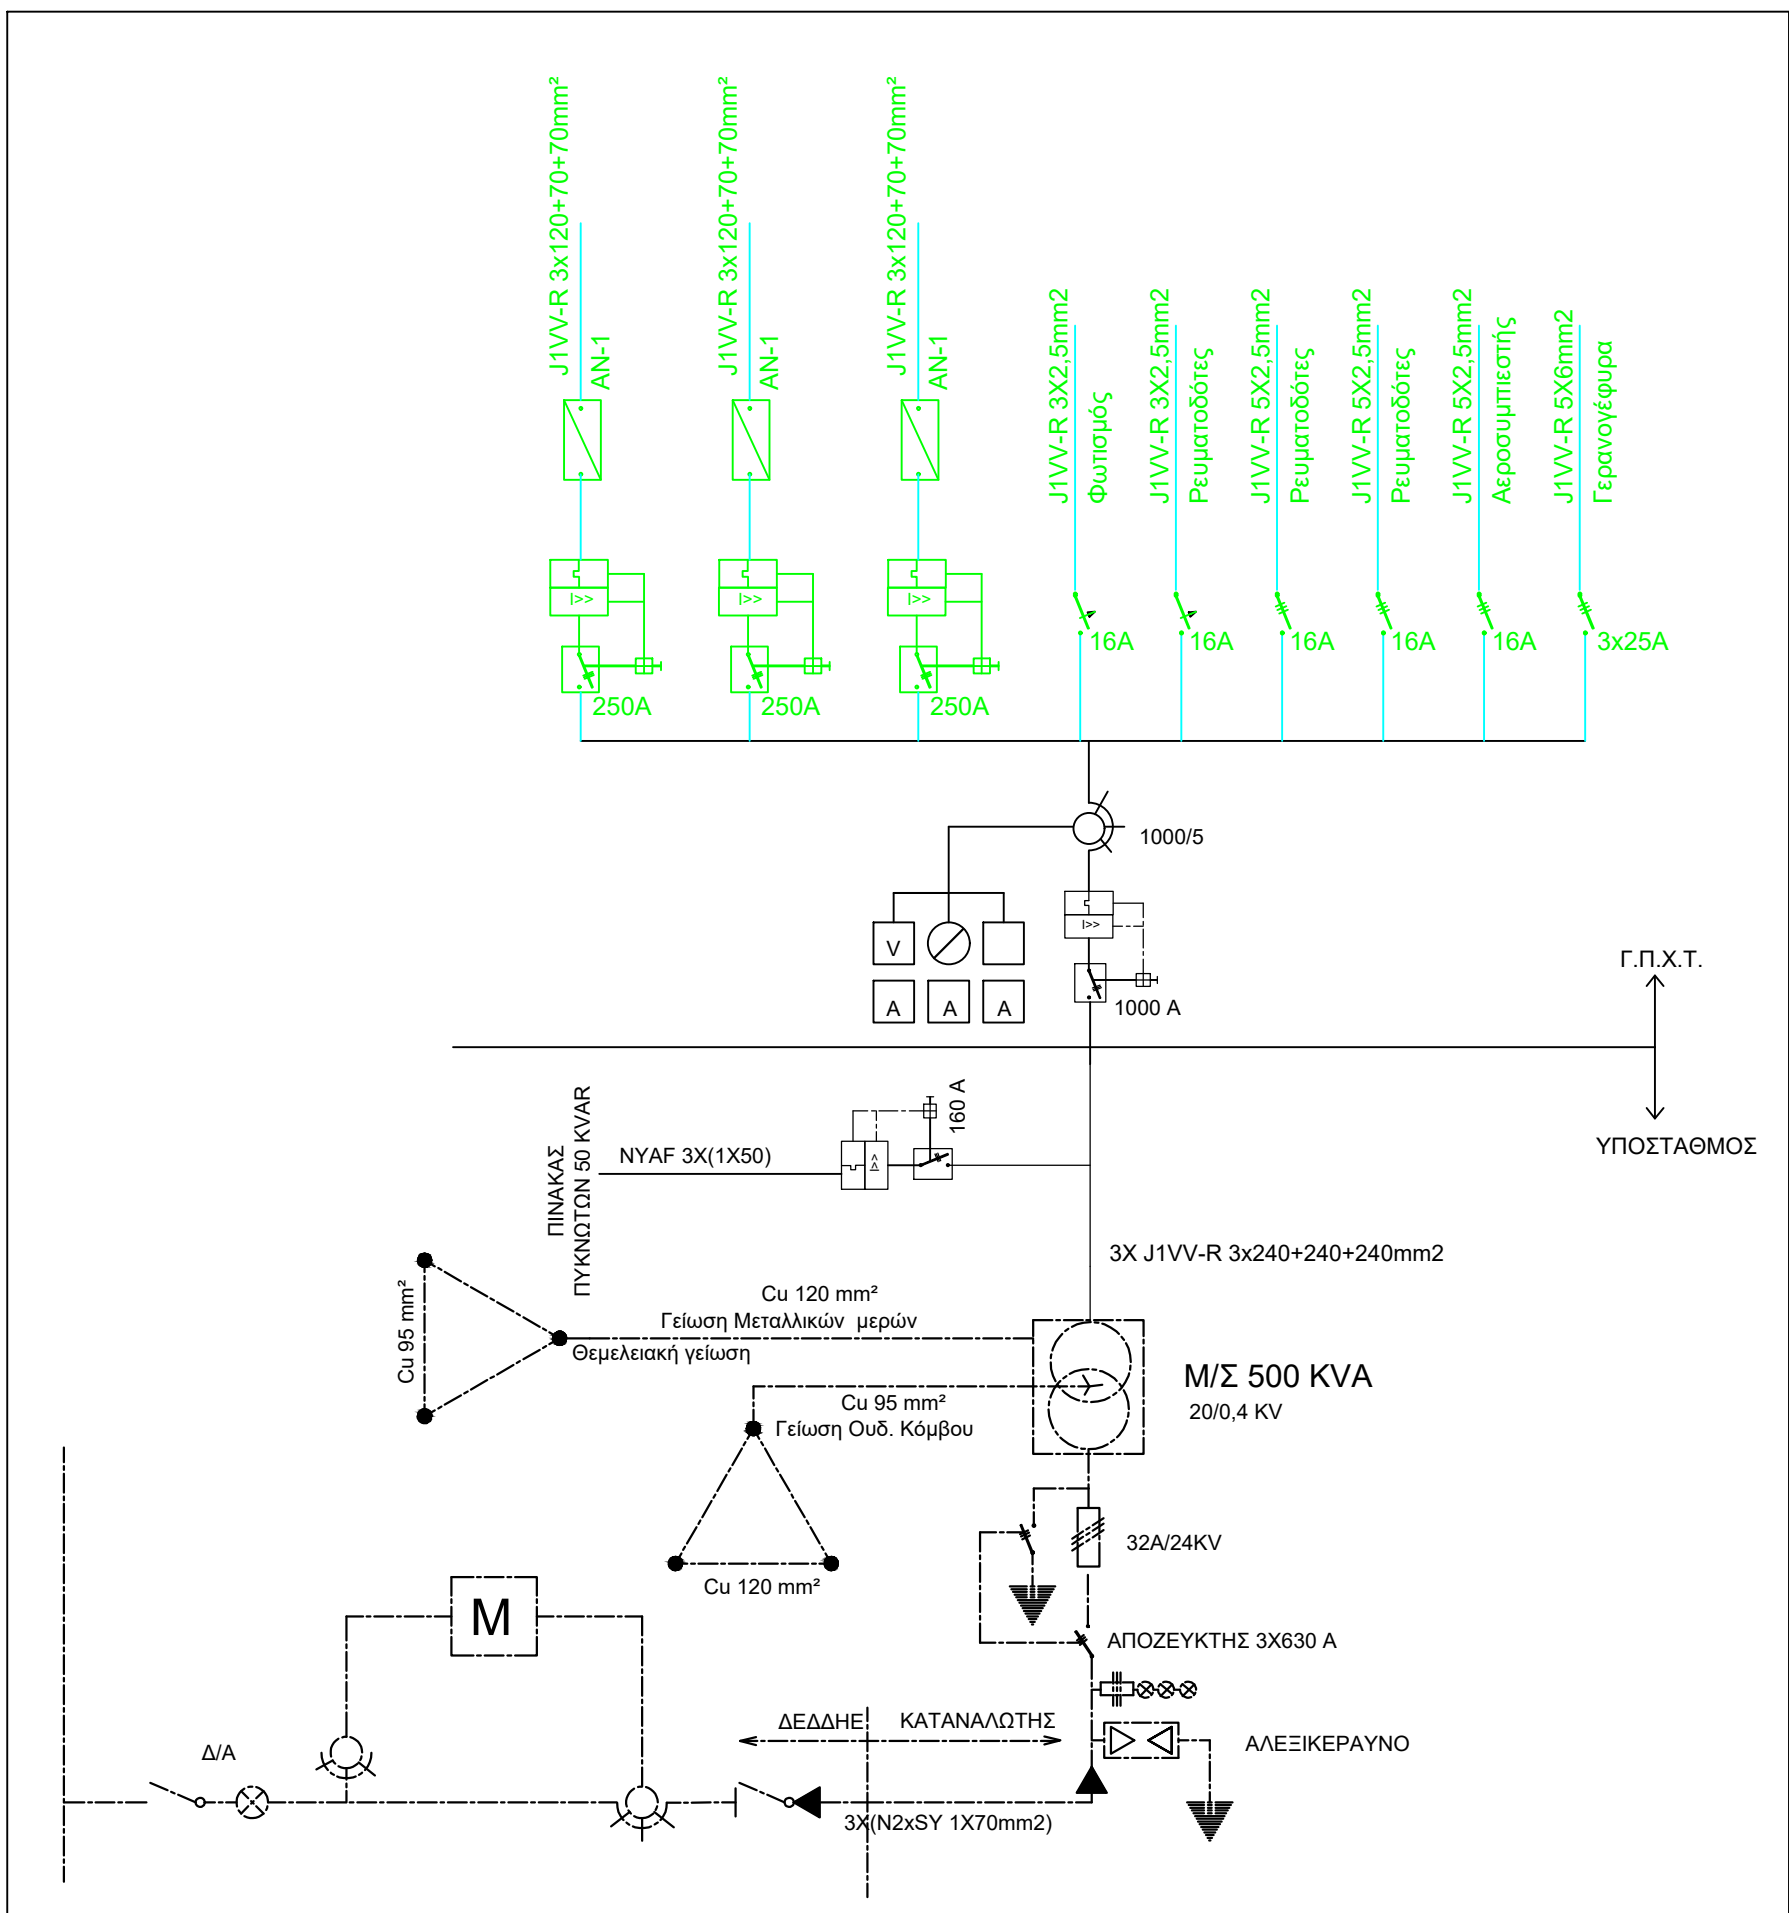 J1VV-R 3x120+70+70mm²
AN-1
J1VV-R 3x120+70+70mm²
AN-1
J1VV-R 3x120+70+70mm²
AN-1
J1VV-R 3X2,5mm2
Φωτισμός
J1VV-R 3X2,5mm2
Ρευματοδότες
J1VV-R 5X2,5mm2
Ρευματοδότες
J1VV-R 5X2,5mm2
Ρευματοδότες
J1VV-R 5X2,5mm2
Αεροσυμπιεστής
J1VV-R 5X6mm2
Γερανογέφυρα
I>>
I>>
I>>
16A
16A
16A
16A
16A
3x25A
250A
250A
250A
1000/5
I>>
V
A
A
A
1000 A
Γ.Π.Χ.Τ.
ΥΠΟΣΤΑΘΜΟΣ
160 A
ΠΙΝΑΚΑΣ
ΠΥΚΝΩΤΩΝ 50 KVAR
NYAF 3X(1X50)
I>>
3X J1VV-R 3x240+240+240mm2
Cu 95 mm²
Cu 120 mm²
Γείωση Μεταλλικών μερών
Θεμελειακή γείωση
Μ/Σ 500 KVA
20/0,4 KV
Cu 95 mm²
Γείωση Ουδ. Κόμβου
Cu 120 mm²
32A/24KV
M
ΑΠΟΖΕΥΚΤΗΣ 3X630 A
ΔΕΔΔΗΕ
ΚΑΤΑΝΑΛΩΤΗΣ
ΑΛΕΞΙΚΕΡΑΥΝΟ
Δ/Α
3X(N2xSY 1X70mm2)